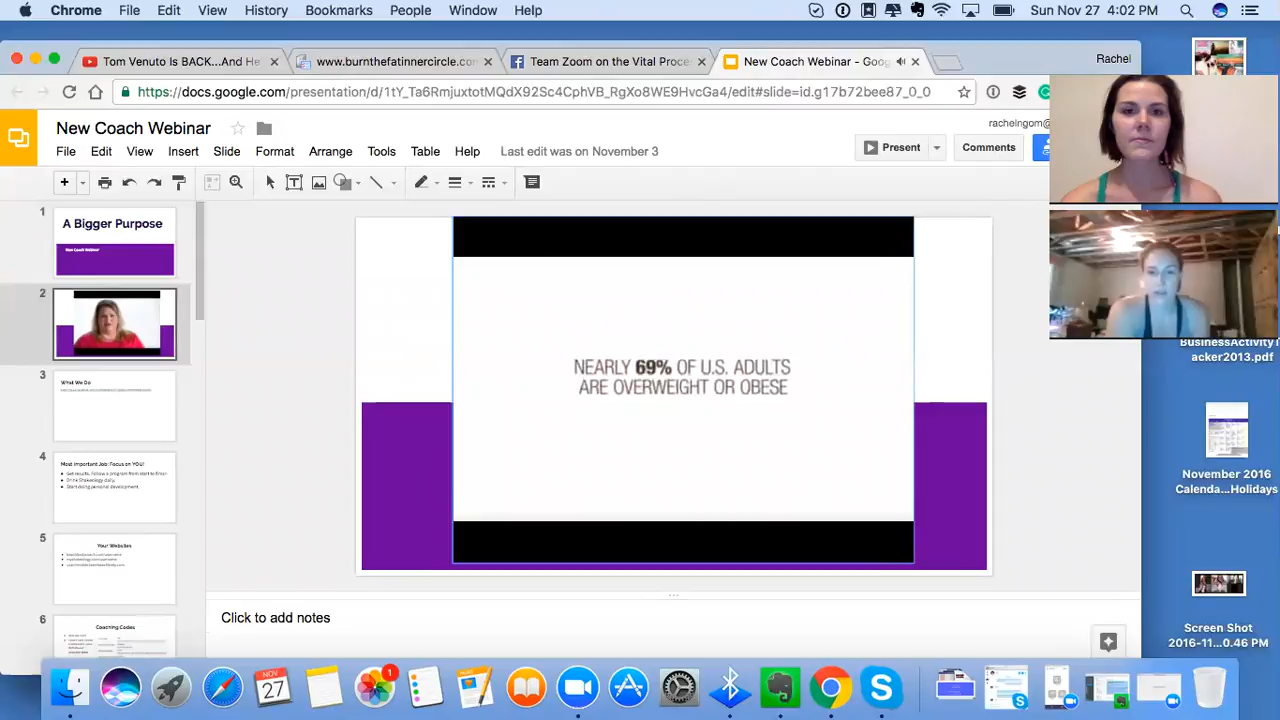 Chrome File Edit View History Bookmarks People Window Help
Sun Nov 27 4:02 PM
Tom Venuto Is BACK...And He
www.burnthefatinnercircle.com
Team Zoom on the Vital Proce
New Coach Webinar - Goog
Rachel
https://docs.google.com/presentation/d/1tY_Ta6RmjuxtotMQdX92Sc4CphVB_RgXo8WE9HvcGa4/edit#slide=id.g17b72bee87_0_0
New Coach Webinar
rachelngom@
File Edit View Insert Slide Format Arrange Tools Table Help
Last edit was on November 3
Present
Comments
1
A Bigger Purpose
New Coach Webinar
2
3
What We Do
4
Most Important Job: Focus on YOU!
Get results. Follow a program from start to finish
Drink Shakeology daily.
Start doing personal development.
5
Your Websites
6
Coaching Codes
NEARLY 69% OF U.S. ADULTS
ARE OVERWEIGHT OR OBESE
Click to add notes
BusinessActivityT
acker2013.pdf
November 2016
Calenda...Holidays
Screen Shot
2016-11...0.46 PM
NOV
27
1